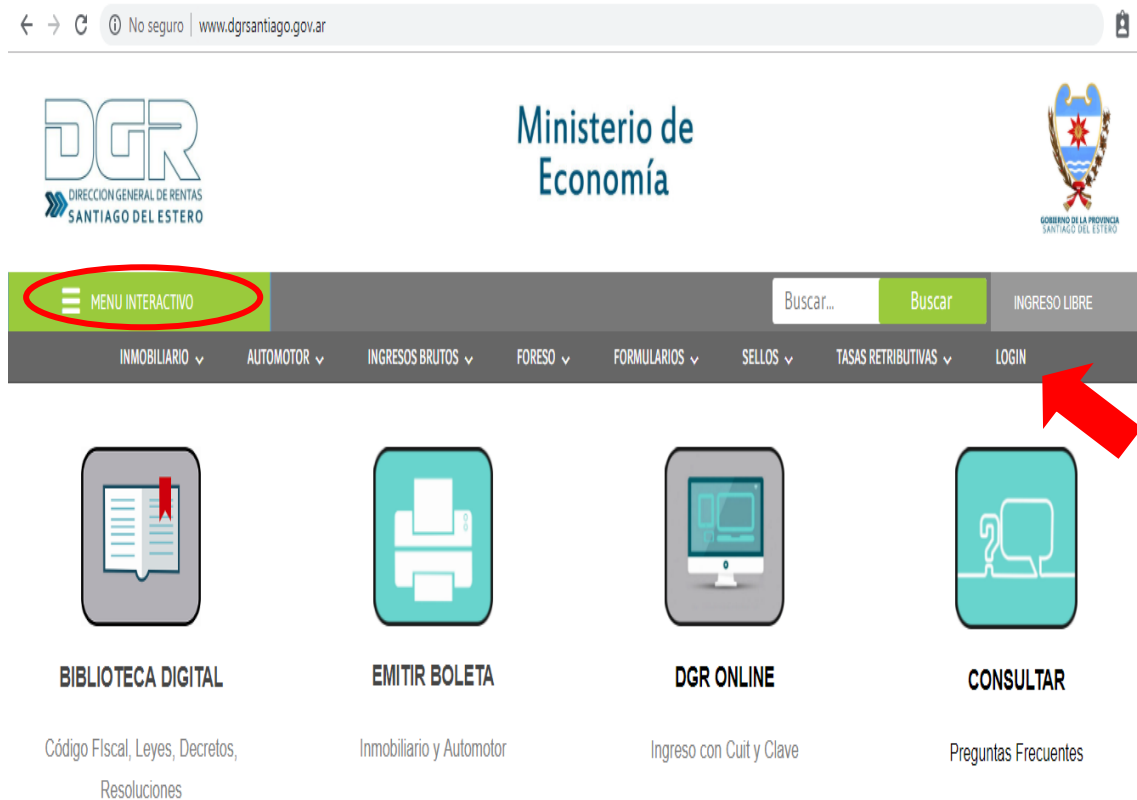 No seguro | www.dgrsantiago.gov.ar
DGR
DIRECCION GENERAL DE RENTAS
SANTIAGO DEL ESTERO
Ministerio de
Economía
GOBIERNO DE LA PROVINCIA
SANTIAGO DEL ESTERO
MENU INTERACTIVO
Buscar...
Buscar
INGRESO LIBRE
INMOBILIARIO
AUTOMOTOR
INGRESOS BRUTOS
FORESO
FORMULARIOS
SELLOS
TASAS RETRIBUTIVAS
LOGIN
BIBLIOTECA DIGITAL
EMITIR BOLETA
DGR ONLINE
CONSULTAR
Código FIscal, Leyes, Decretos,
Resoluciones
Inmobiliario y Automotor
Ingreso con Cuit y Clave
Preguntas Frecuentes